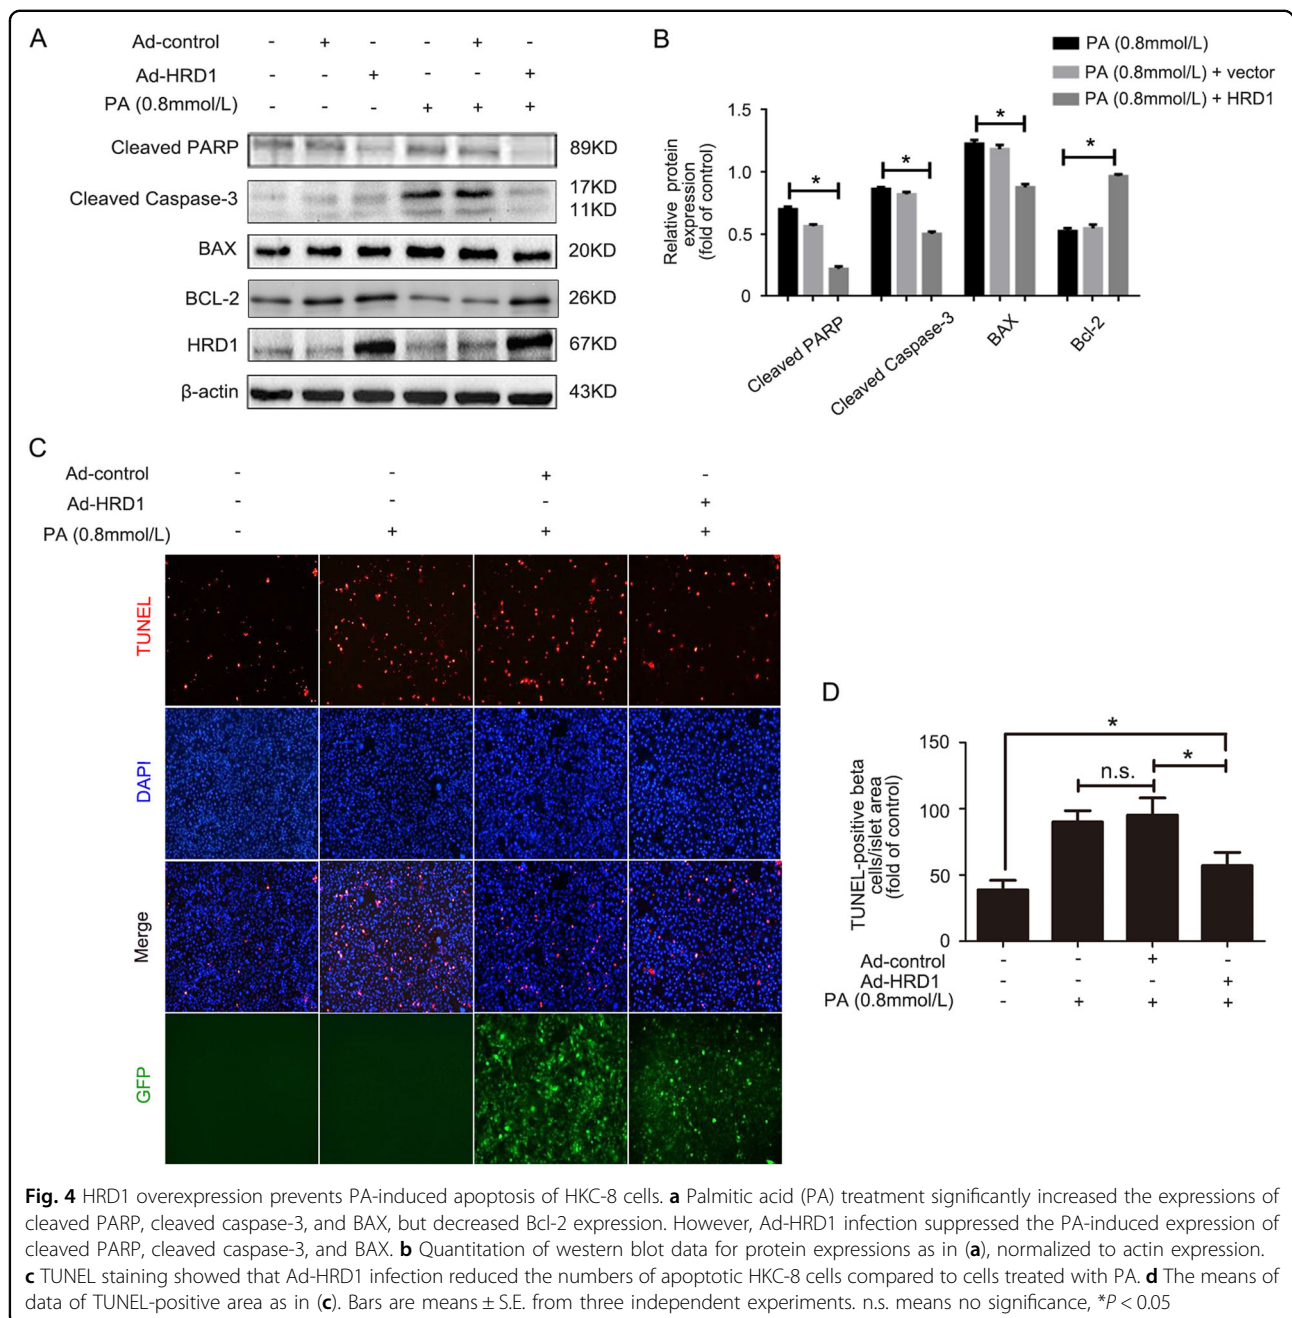 A
Ad-control - + - - + -
Ad-HRD1 - - + - - +
PA (0.8mmol/L) - - - + + +
Cleaved PARP 89KD
Cleaved Caspase-3 17KD
11KD
BAX 20KD
BCL-2 26KD
HRD1 67KD
β-actin 43KD
B
PA (0.8mmol/L)
PA (0.8mmol/L) + vector
PA (0.8mmol/L) + HRD1
Relative protein
expression
(fold of control)
1.5
1.0
0.5
0
* * * *
Cleaved PARP
Cleaved Caspase-3
BAX
Bcl-2
C
Ad-control - - + -
Ad-HRD1 - - - +
PA (0.8mmol/L) - + + +
TUNEL
DAPI
Merge
GFP
D
TUNEL-positive beta
cells/islet area
(fold of control)
150
100
50
0
*
n.s. *
Ad-control - - + -
Ad-HRD1 - - - +
PA (0.8mmol/L) - + + +
Fig. 4 HRD1 overexpression prevents PA-induced apoptosis of HKC-8 cells. a Palmitic acid (PA) treatment significantly increased the expressions of
cleaved PARP, cleaved caspase-3, and BAX, but decreased Bcl-2 expression. However, Ad-HRD1 infection suppressed the PA-induced expression of
cleaved PARP, cleaved caspase-3, and BAX. b Quantitation of western blot data for protein expressions as in (a), normalized to actin expression.
c TUNEL staining showed that Ad-HRD1 infection reduced the numbers of apoptotic HKC-8 cells compared to cells treated with PA. d The means of
data of TUNEL-positive area as in (c). Bars are means ± S.E. from three independent experiments. n.s. means no significance, *P < 0.05